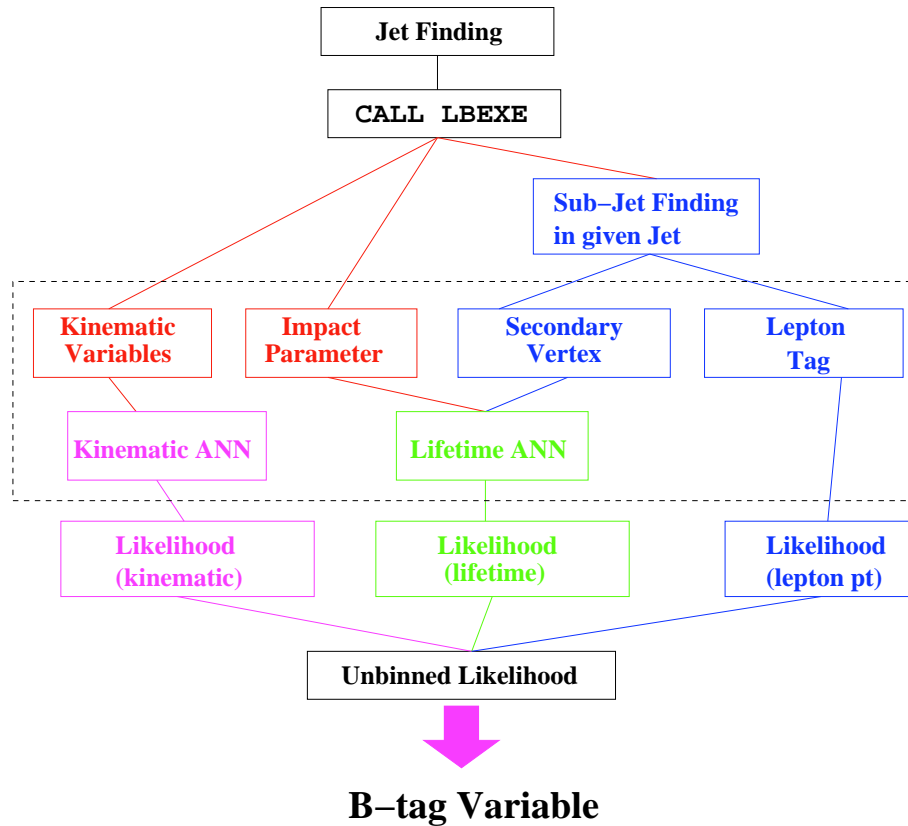 Jet Finding
CALL LBEXE
Sub−Jet Finding
in given Jet
Kinematic
Variables
Impact
Parameter
Secondary
Vertex
Lepton
Tag
Kinematic ANN
Lifetime ANN
Likelihood
(kinematic)
Likelihood
(lifetime)
Likelihood
(lepton pt)
Unbinned Likelihood
B−tag Variable